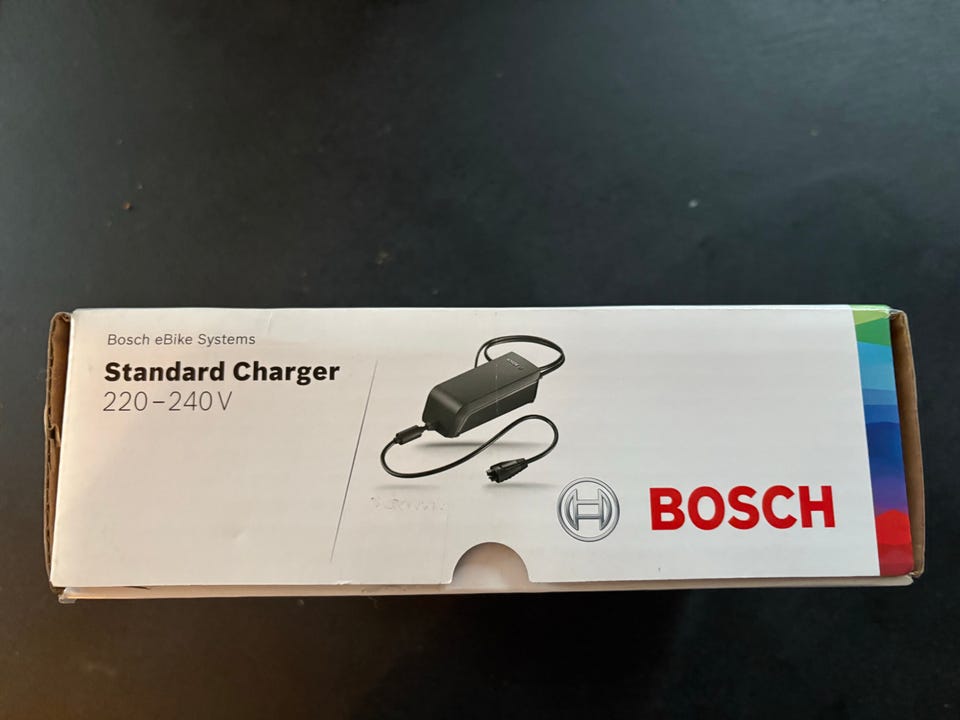 Bosch eBike Systems
Standard Charger
220–240 V
BOSCH